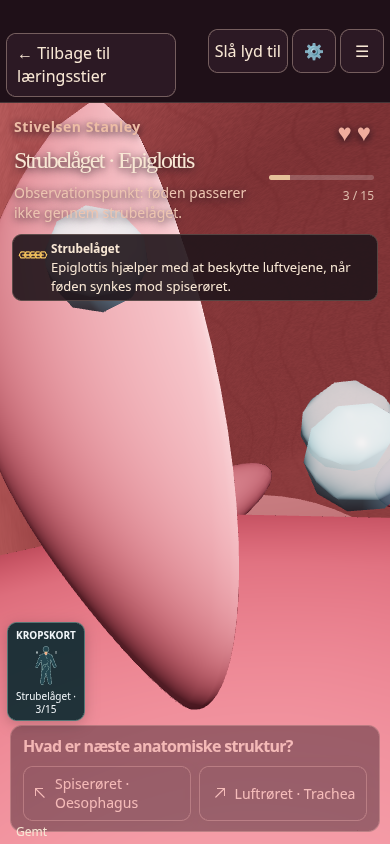 ← Tilbage til
læringsstier
Slå lyd til
Stivelsen Stanley
Strubelåget · Epiglottis
Observationspunkt: føden passerer
ikke gennem strubelåget.
3 / 15
Strubelåget
Epiglottis hjælper med at beskytte luftvejene, når
føden synkes mod spiserøret.
KROPSKORT
Strubelåget ·
3/15
Hvad er næste anatomiske struktur?
↖ Spiserøret ·
Oesophagus
↗ Luftrøret · Trachea
Gemt